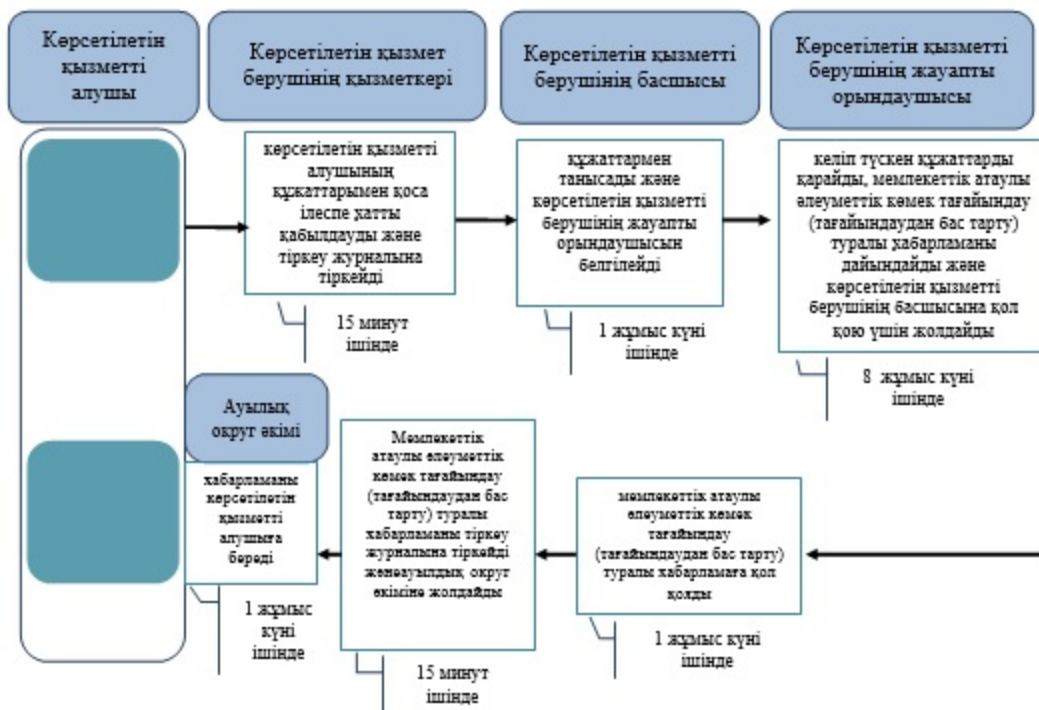 Көрсетілетін
қызметті
алушы
Көрсетілетін қызмет
берушінің қызметкері
Көрсетілетін қызметті
берушінің басшысы
Көрсетілетін қызметті
берушінің жауапты
орындаушысы
көрсетілетін қызметті
алушының
құжаттарымен қоса
ілеспе хатты
қабылдауды және
тіркеу журналына
тіркейді
15 минут
ішінде
құжаттармен
танысады және
көрсетілетін қызметті
берушінің жауапты
орындаушысын
белгілейді
1 жұмыс күні
ішінде
келіп түскен құжаттарды
қарайды, мемлекеттік атаулы
әлеуметтік көмек тағайындау
(тағайындаудан бас тарту)
туралы хабарламаны
дайындайды және
көрсетілетін қызметті
берушінің басшысына қол
қою үшін жолдайды
8 жұмыс күні
ішінде
Ауылық
округ әкімі
хабарламаны
көрсетілетін
қызметті
алушыға
береді
1 жұмыс
күні
ішінде
Мемлекеттік
атаулы әлеуметтік
көмек тағайындау
(тағайындаудан бас
тарту) туралы
хабарламаны тіркеу
журналына тіркейді
жәнеауылдық округ
әкіміне жолдайды
15 минут
ішінде
мемлекеттік атаулы
әлеуметтік көмек
тағайындау
(тағайындаудан бас тарту)
туралы хабарламаға қол
қолды
1 жұмыс күні
ішінде